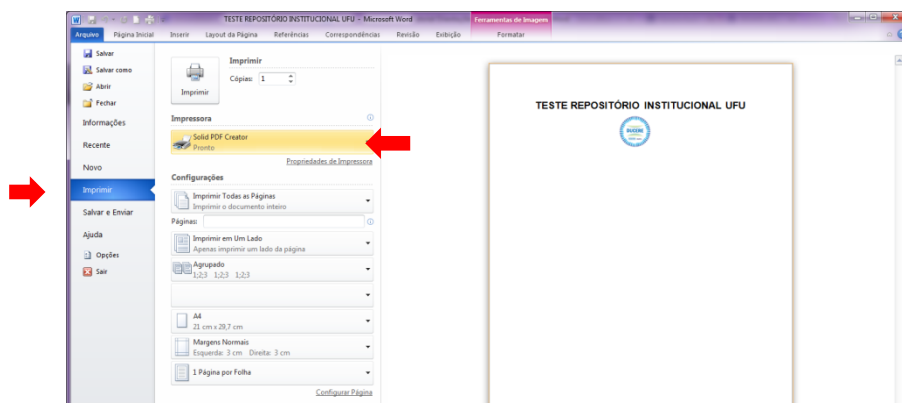 TESTE REPOSITÓRIO INSTITUCIONAL UFU - Microsoft Word
Ferramentas de Imagem
Arquivo Página Inicial Inserir Layout da Página Referências Correspondências Revisão Exibição Formatar
Salvar
Salvar como
Abrir
Fechar
Informações
Recente
Novo
Imprimir
Salvar e Enviar
Ajuda
Opções
Sair
Imprimir
Cópias: 1
Imprimir
Impressora
Solid PDF Creator
Pronto
Propriedades de Impressora
Configurações
Imprimir Todas as Páginas
Imprimir o documento inteiro
Páginas:
Imprimir em Um Lado
Apenas imprimir um lado da página
Agrupado
1;2;3 1;2;3 1;2;3
A4
21 cm x 29,7 cm
Margens Normais
Esquerda: 3 cm Direita: 3 cm
1 Página por Folha
Configurar Página
TESTE REPOSITÓRIO INSTITUCIONAL UFU